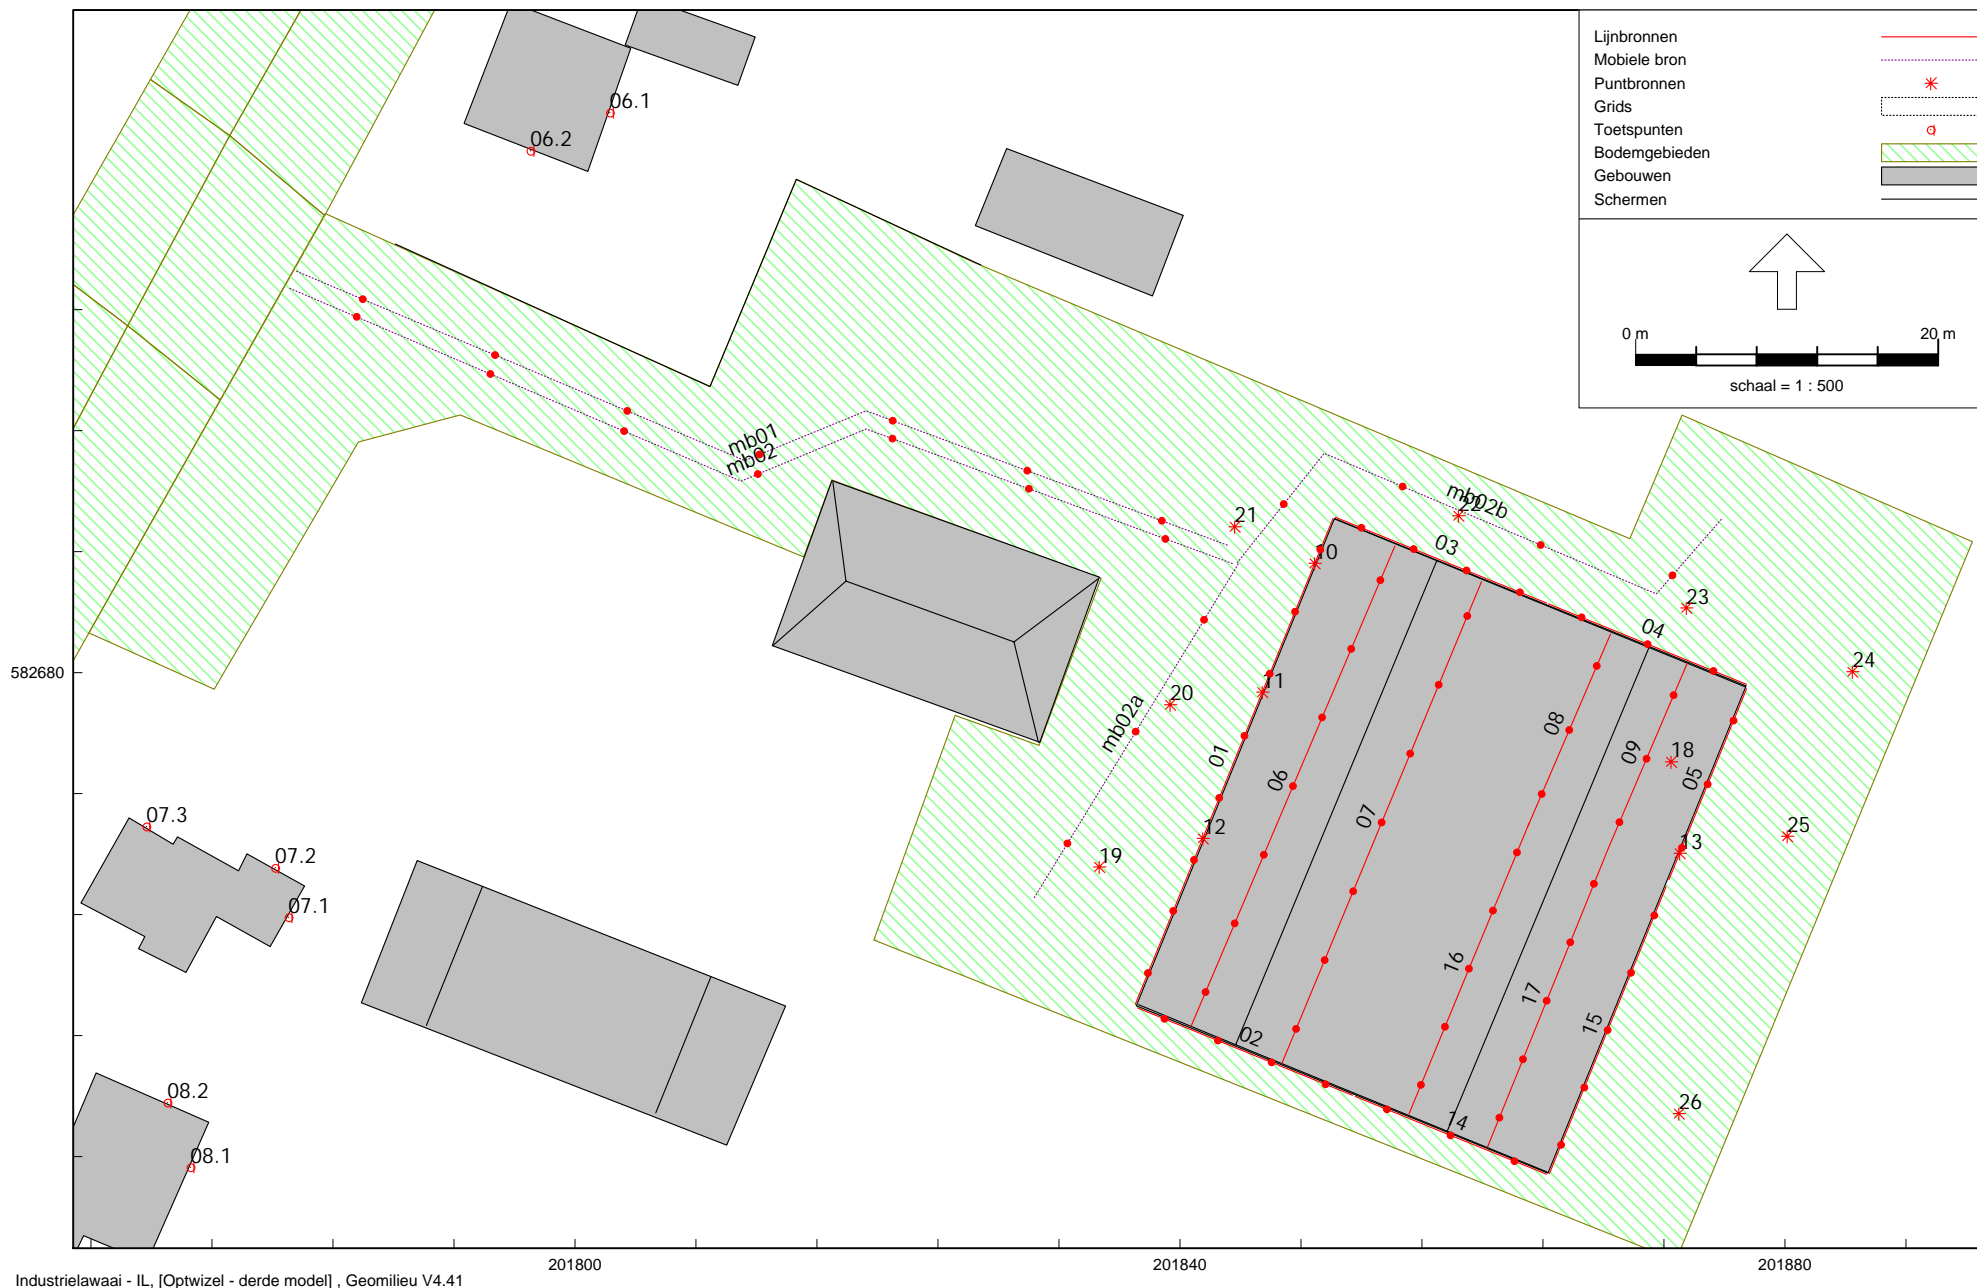 Lijnbronnen
Mobiele bron
Puntbronnen
Grids
Toetspunten
Bodemgebieden
Gebouwen
Schermen
0 m 20 m
schaal = 1 : 500
06.1
06.2
mb01
mb02
mb02b
22
21
10
03
04
23
24
11
20
mb02a
01
06
07
08
09
18
05
25
13
12
19
07.3
07.2
07.1
16
17
15
02
14
26
08.2
08.1
582680
201800 201840 201880
Industrielawaai - IL, [Optwizel - derde model] , Geomilieu V4.41